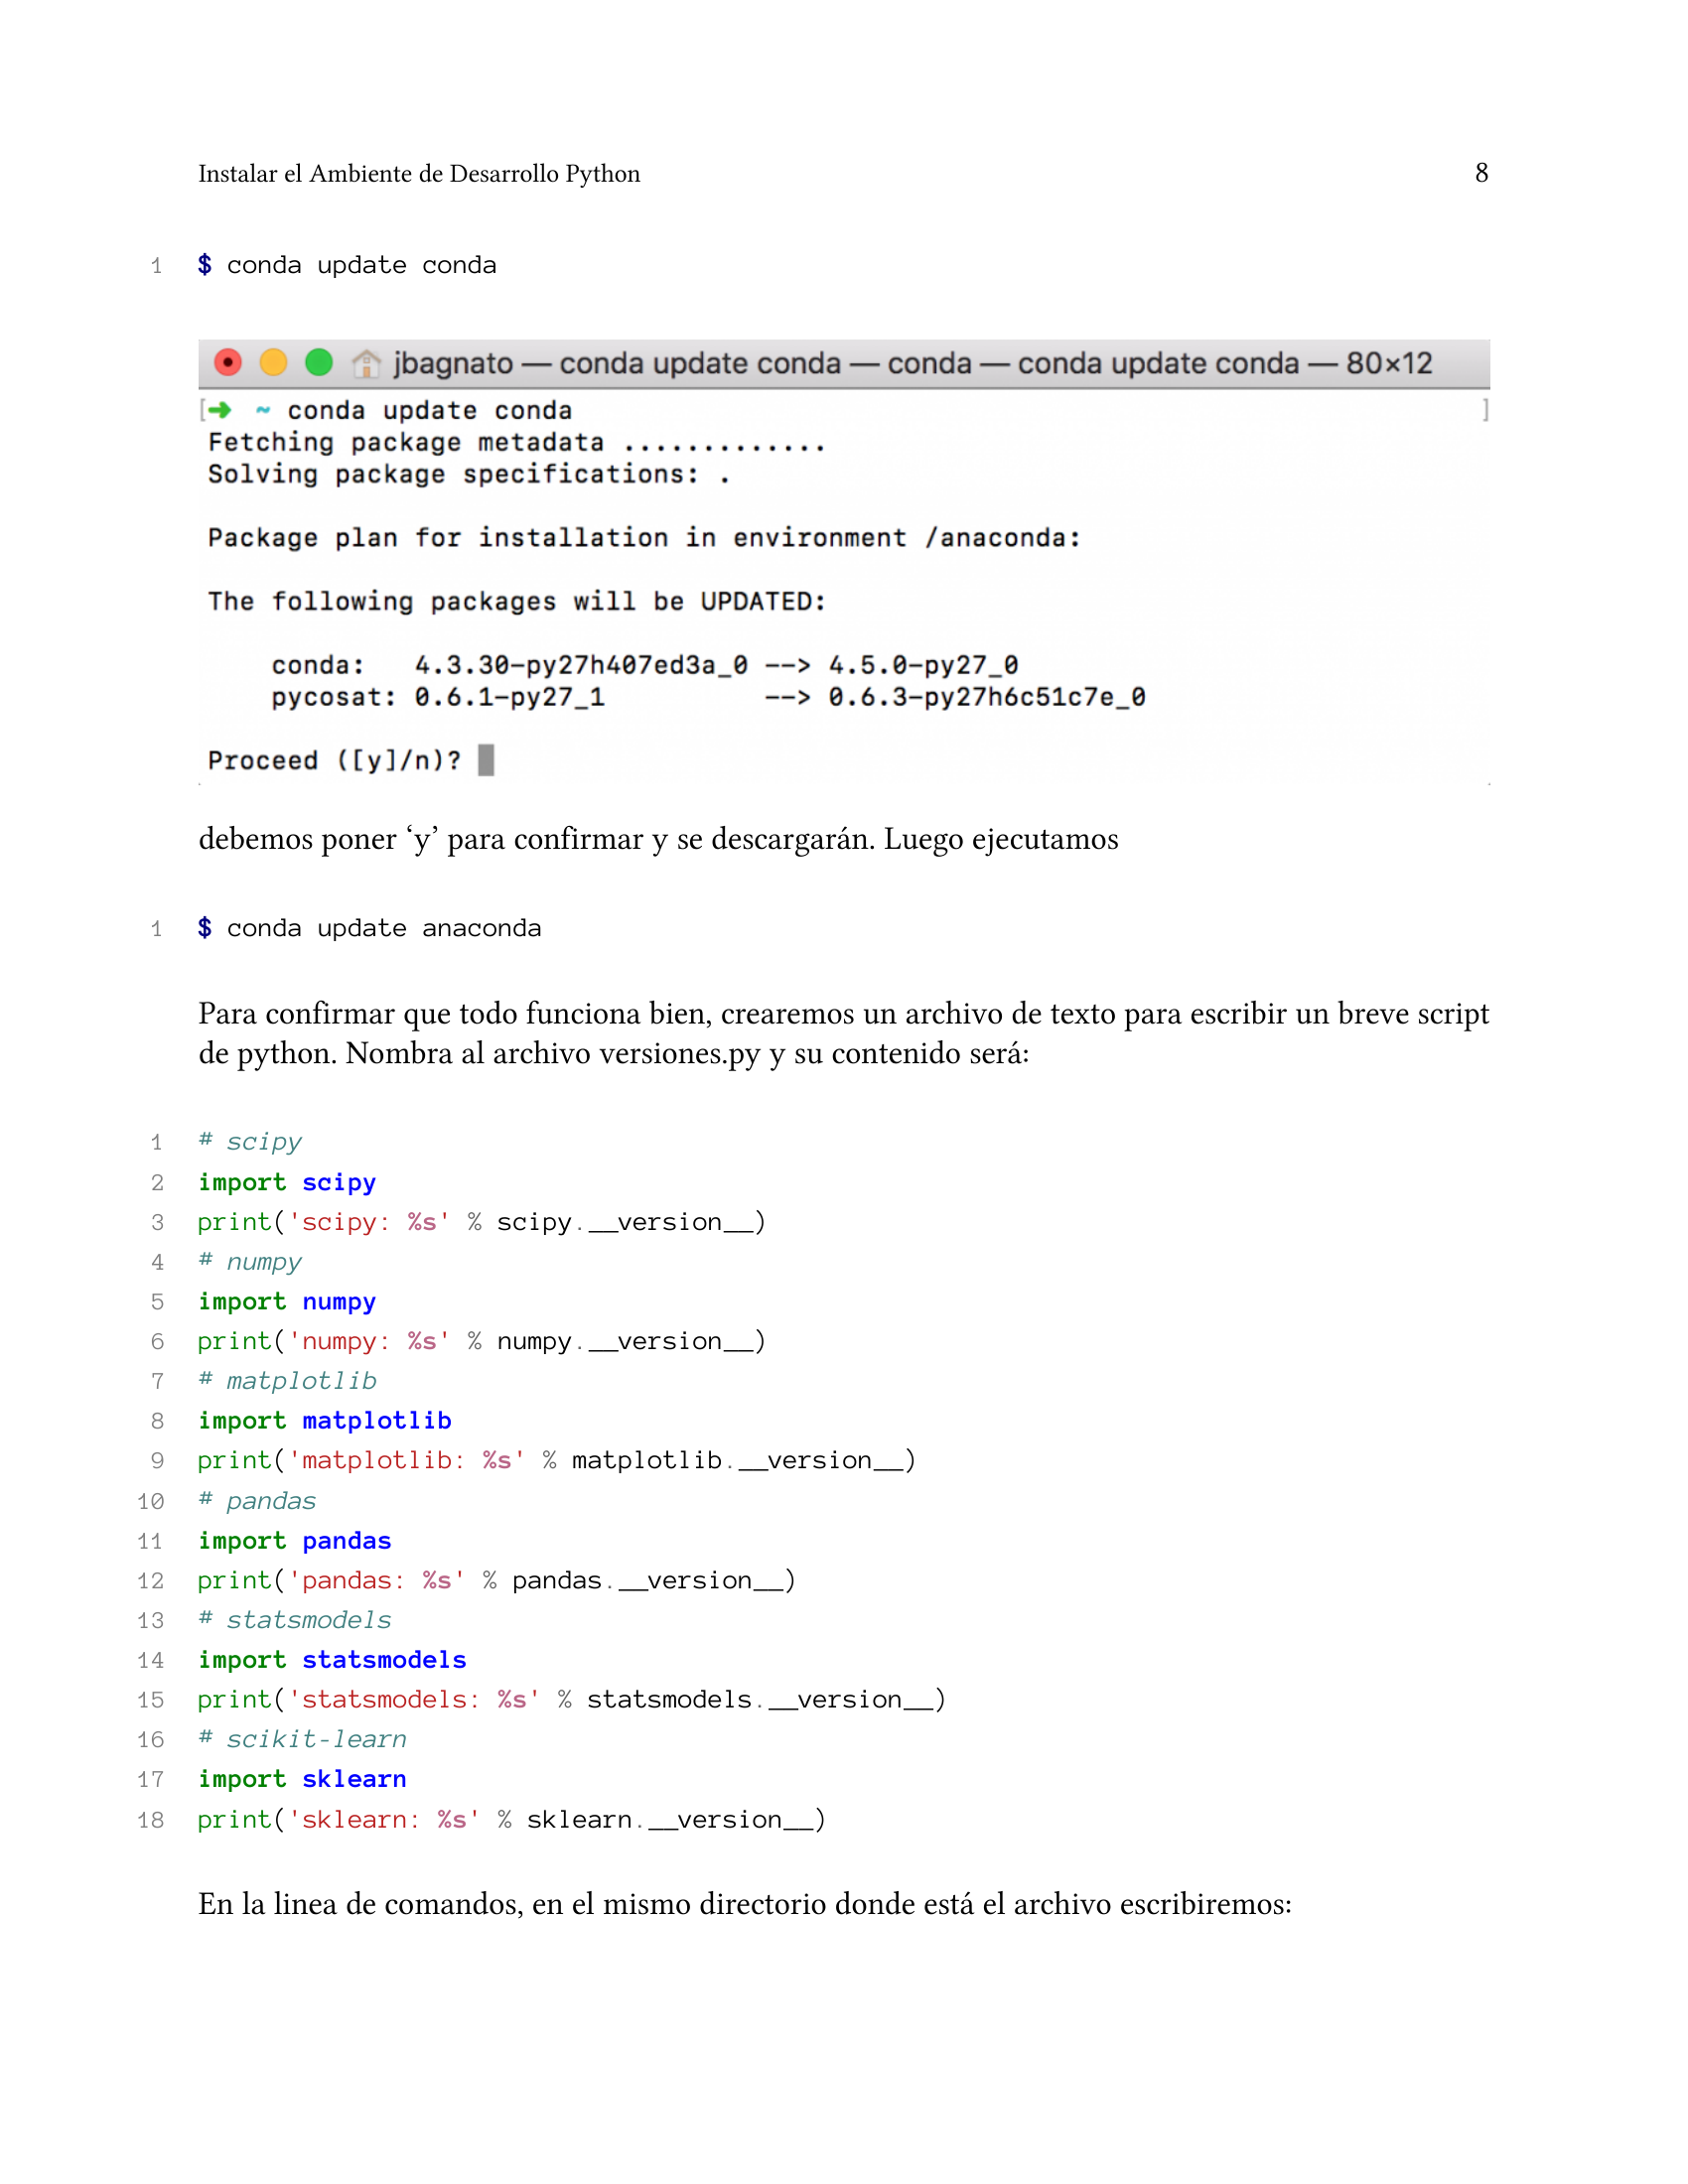 Instalar el Ambiente de Desarrollo Python 8
1 $ conda update conda
jbagnato — conda update conda — conda — conda update conda — 80×12
[➜ ~ conda update conda ]
Fetching package metadata .............
Solving package specifications: .
Package plan for installation in environment /anaconda:
The following packages will be UPDATED:
conda: 4.3.30-py27h407ed3a_0 --> 4.5.0-py27_0
pycosat: 0.6.1-py27_1 --> 0.6.3-py27h6c51c7e_0
Proceed ([y]/n)?
debemos poner ‘y’ para confirmar y se descargarán. Luego ejecutamos
1 $ conda update anaconda
Para confirmar que todo funciona bien, crearemos un archivo de texto para escribir un breve script
de python. Nombra al archivo versiones.py y su contenido será:
1 # scipy
2 import scipy
3 print('scipy: %s' % scipy.__version__)
4 # numpy
5 import numpy
6 print('numpy: %s' % numpy.__version__)
7 # matplotlib
8 import matplotlib
9 print('matplotlib: %s' % matplotlib.__version__)
10 # pandas
11 import pandas
12 print('pandas: %s' % pandas.__version__)
13 # statsmodels
14 import statsmodels
15 print('statsmodels: %s' % statsmodels.__version__)
16 # scikit-learn
17 import sklearn
18 print('sklearn: %s' % sklearn.__version__)
En la linea de comandos, en el mismo directorio donde está el archivo escribiremos: